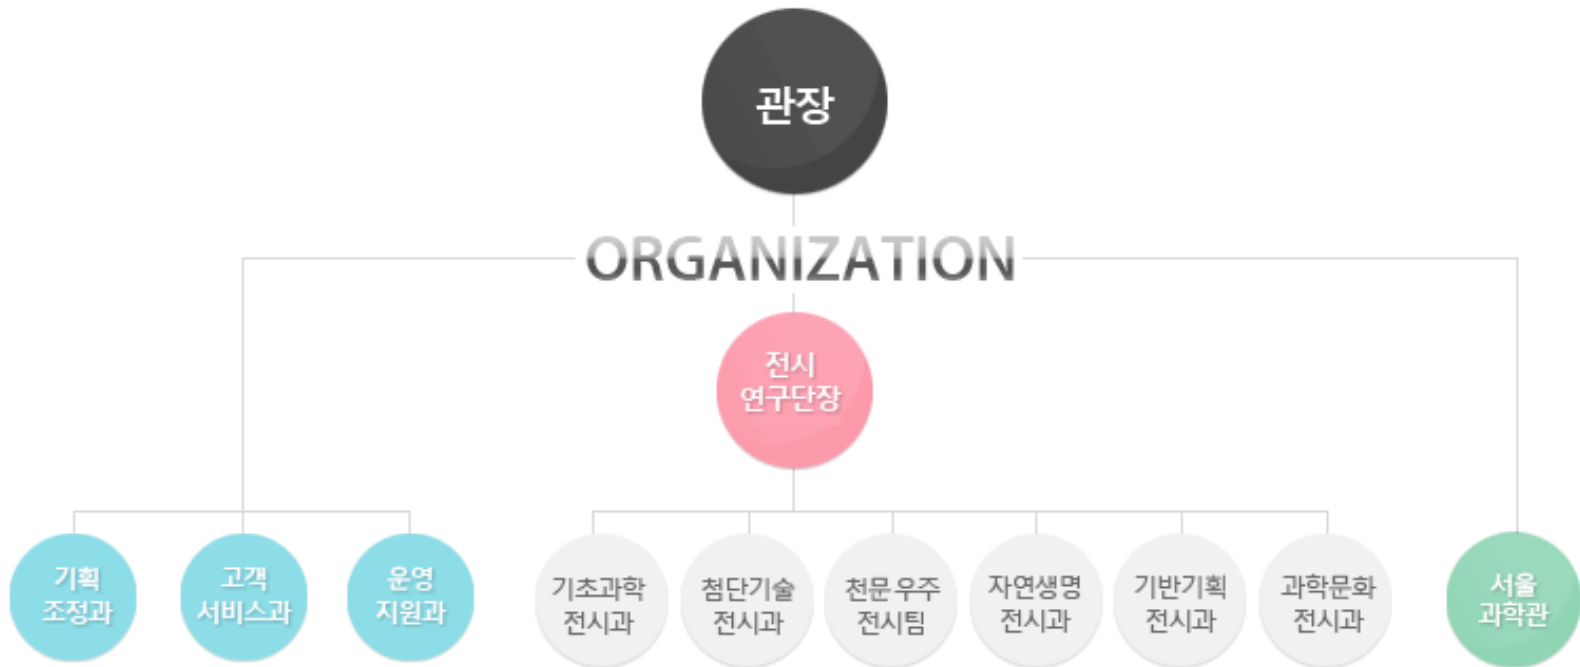 관장
ORGANIZATION
전시
연구단장
기획
조정과
고객
서비스과
운영
지원과
기초과학
전시과
첨단기술
전시과
천문우주
전시팀
자연생명
전시과
기반기획
전시과
과학문화
전시과
서울
과학관